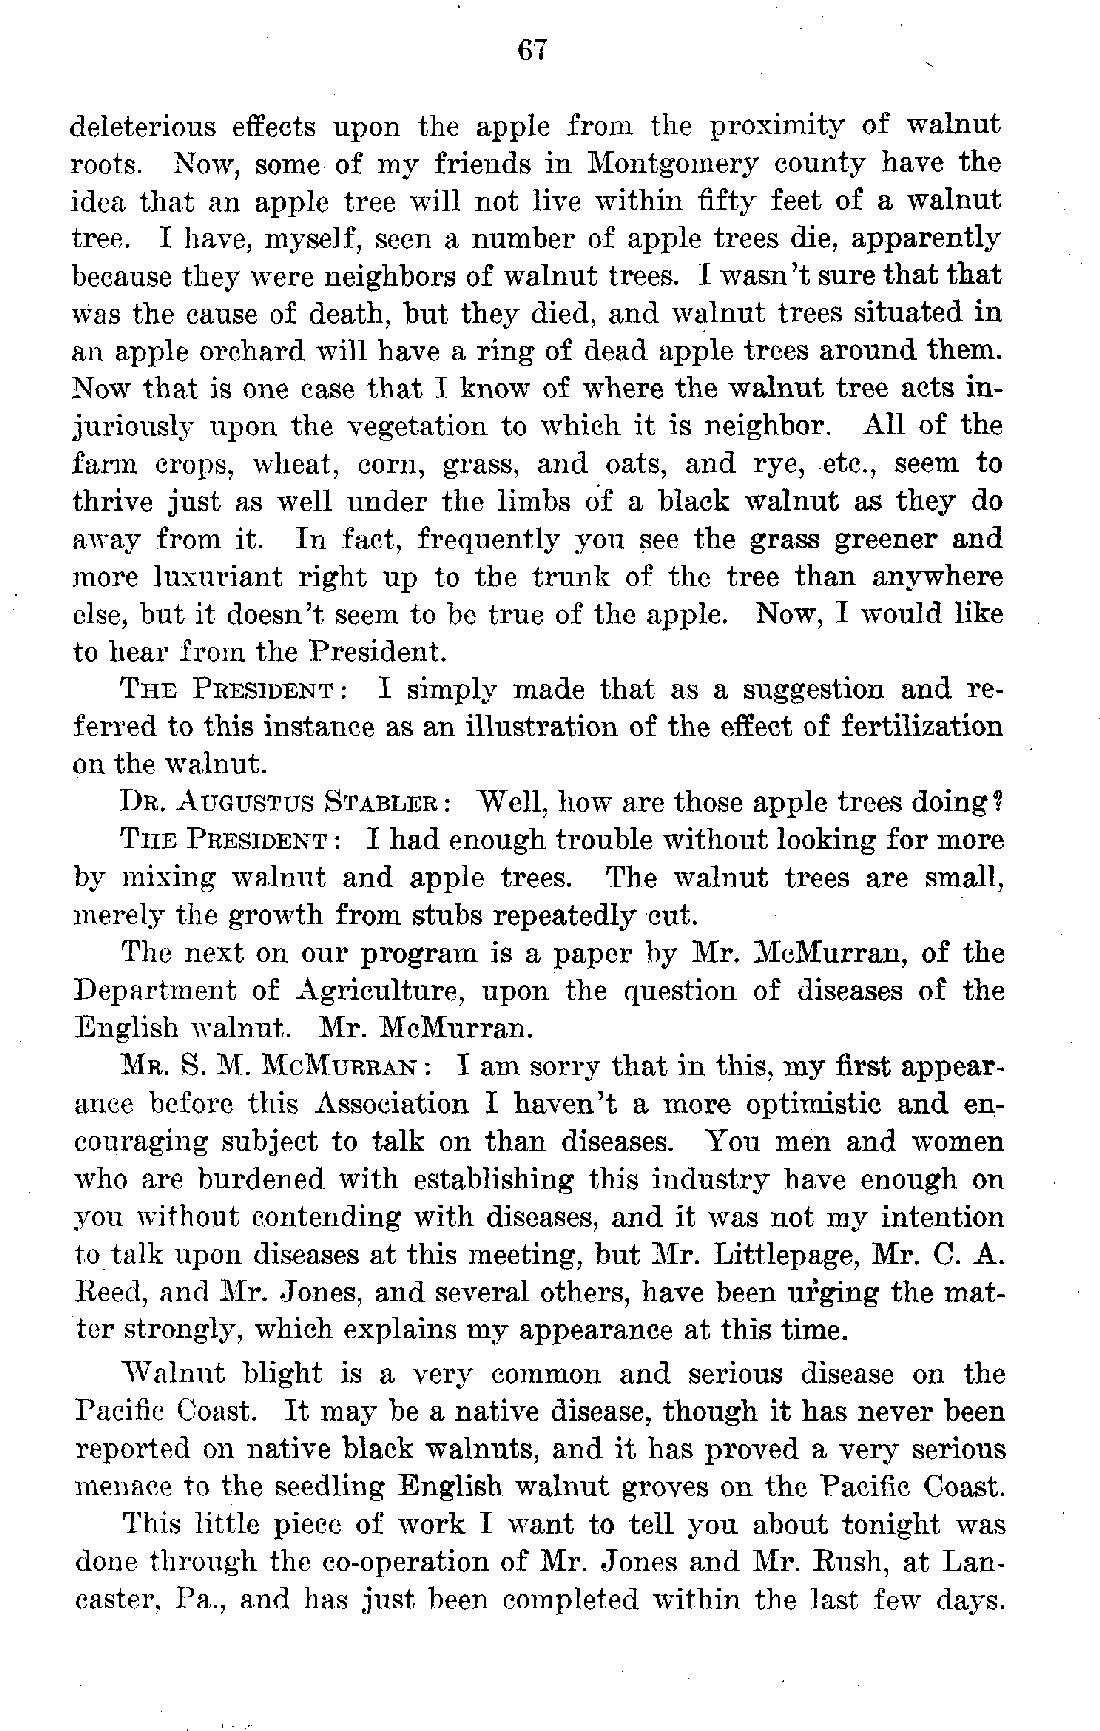 67
deleterious effects upon the apple from the proximity of walnut
roots. Now, some of my friends in Montgomery county have the
idea that an apple tree will not live within fifty feet of a walnut
tree. I have, myself, seen a number of apple trees die, apparently
because they were neighbors of walnut trees. I wasn't sure that that
was the cause of death, but they died, and walnut trees situated in
an apple orchard will have a ring of dead apple trees around them.
Now that is one case that I know of where the walnut tree acts in-
juriously upon the vegetation to which it is neighbor. All of the
farm crops, wheat, corn, grass, and oats, and rye, etc., seem to
thrive just as well under the limbs of a black walnut as they do
away from it. In fact, frequently you see the grass greener and
more luxuriant right up to the trunk of the tree than anywhere
else, but it doesn't seem to be true of the apple. Now, I would like
to hear from the President.
THE PRESIDENT: I simply made that as a suggestion and re-
ferred to this instance as an illustration of the effect of fertilization
on the walnut.
DR. AUGUSTUS STABLER: Well, how are those apple trees doing?
THE PRESIDENT: I had enough trouble without looking for more
by mixing walnut and apple trees. The walnut trees are small,
merely the growth from stubs repeatedly cut.
The next on our program is a paper by Mr. McMurran, of the
Department of Agriculture, upon the question of diseases of the
English walnut. Mr. McMurran.
MR. S. M. MCMURRAN: I am sorry that in this, my first appear-
ance before this Association I haven't a more optimistic and en-
couraging subject to talk on than diseases. You men and women
who are burdened with establishing this industry have enough on
you without contending with diseases, and it was not my intention
to talk upon diseases at this meeting, but Mr. Littlepage, Mr. C. A.
Reed, and Mr. Jones, and several others, have been urging the mat-
ter strongly, which explains my appearance at this time.
Walnut blight is a very common and serious disease on the
Pacific Coast. It may be a native disease, though it has never been
reported on native black walnuts, and it has proved a very serious
menace to the seedling English walnut groves on the Pacific Coast.
This little piece of work I want to tell you about tonight was
done through the co-operation of Mr. Jones and Mr. Rush, at Lan-
caster, Pa., and has just been completed within the last few days.